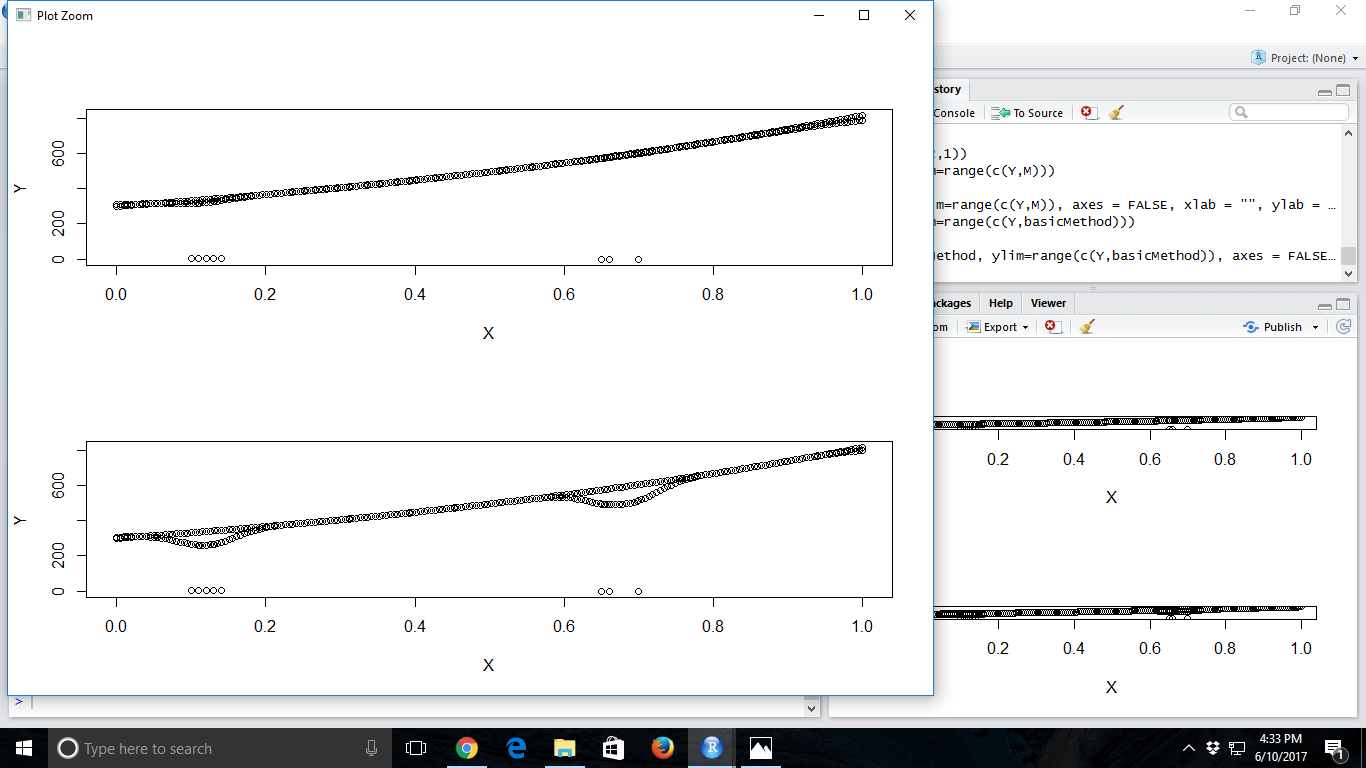 Plot Zoom
Project: (None)
story
Console To Source
,1))
=range(c(Y,M)))
m=range(c(Y,M)), axes = FALSE, xlab = "", ylab = …
=range(c(Y,basicMethod)))
ethod, ylim=range(c(Y,basicMethod)), axes = FALSE…
ckages Help Viewer
om Export Publish
Y
600
200
0
0.0 0.2 0.4 0.6 0.8 1.0
X
Y
600
200
0
0.0 0.2 0.4 0.6 0.8 1.0
X
0.2 0.4 0.6 0.8 1.0
X
0.2 0.4 0.6 0.8 1.0
X
>
Type here to search
4:33 PM
6/10/2017
1